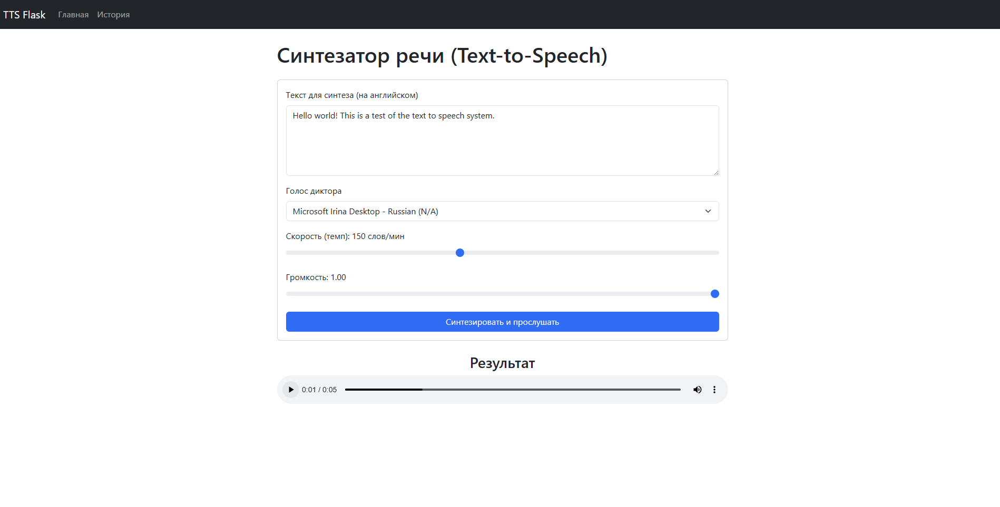 TTS Flask Главная История
Синтезатор речи (Text-to-Speech)
Текст для синтеза (на английском)
Hello world! This is a test of the text to speech system.
Голос диктора
Microsoft Irina Desktop - Russian (N/A)
Скорость (темп): 150 слов/мин
Громкость: 1.00
Синтезировать и прослушать
Результат
0:01 / 0:05